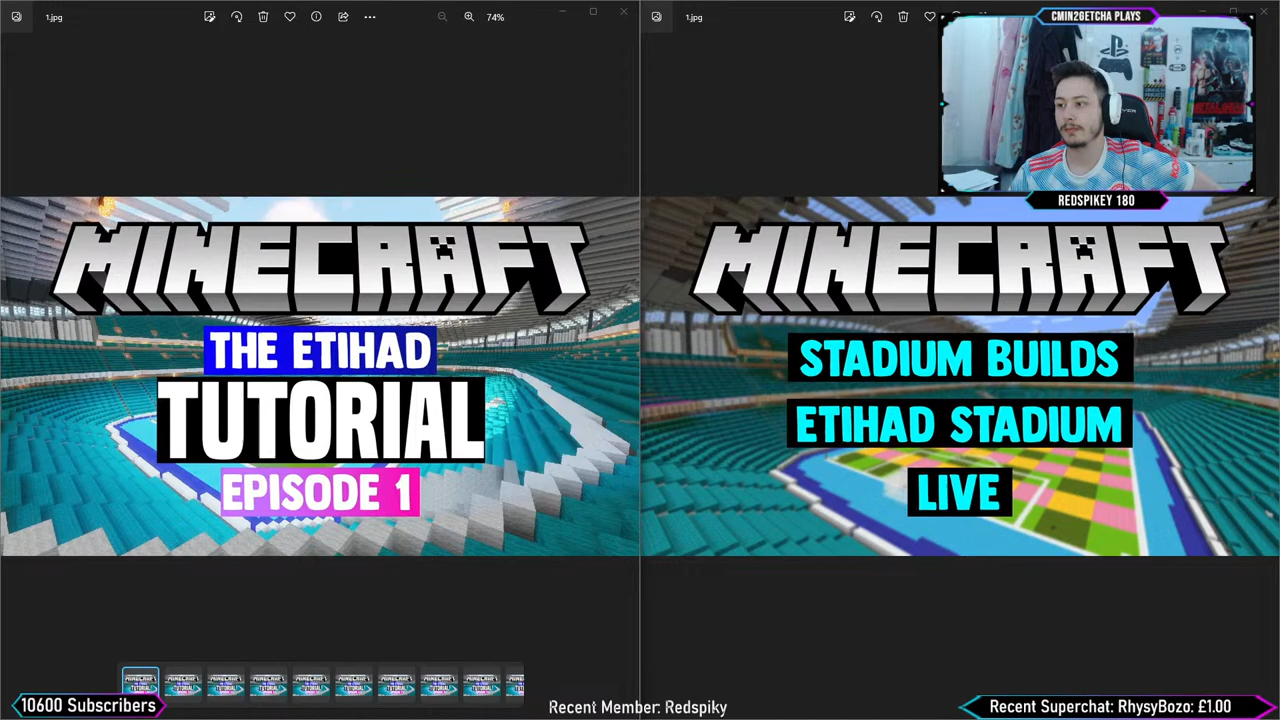 1.jpg
74%
1.jpg
CMIN2GETCHA PLAYS
REDSPIKEY 180
MINECRAFT
THE ETIHAD
TUTORIAL
EPISODE 1
MINECRAFT
STADIUM BUILDS
ETIHAD STADIUM
LIVE
10600 Subscribers
Recent Member: Redspiky
Recent Superchat: RhysyBozo: £1.00